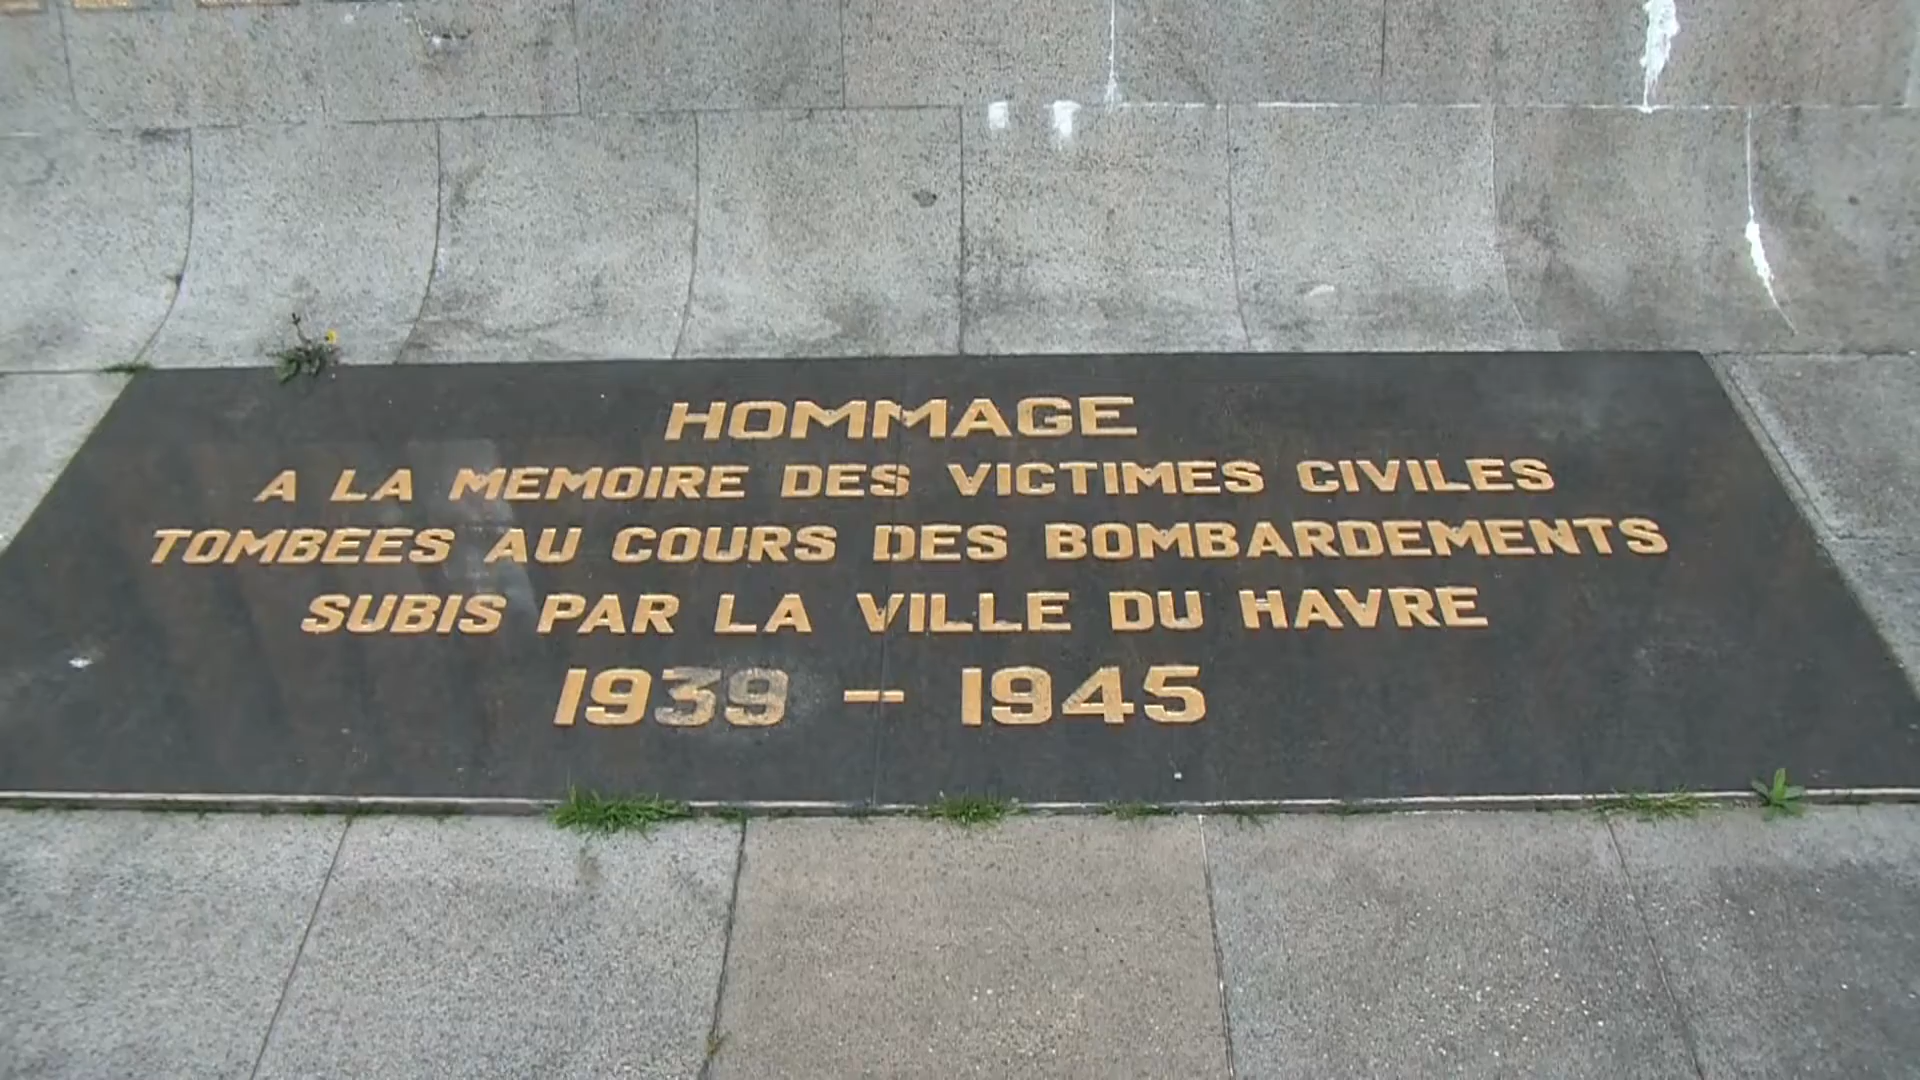 HOMMAGE
A LA MEMOIRE DES VICTIMES CIVILES
TOMBEES AU COURS DES BOMBARDEMENTS
SUBIS PAR LA VILLE DU HAVRE
1939 - 1945